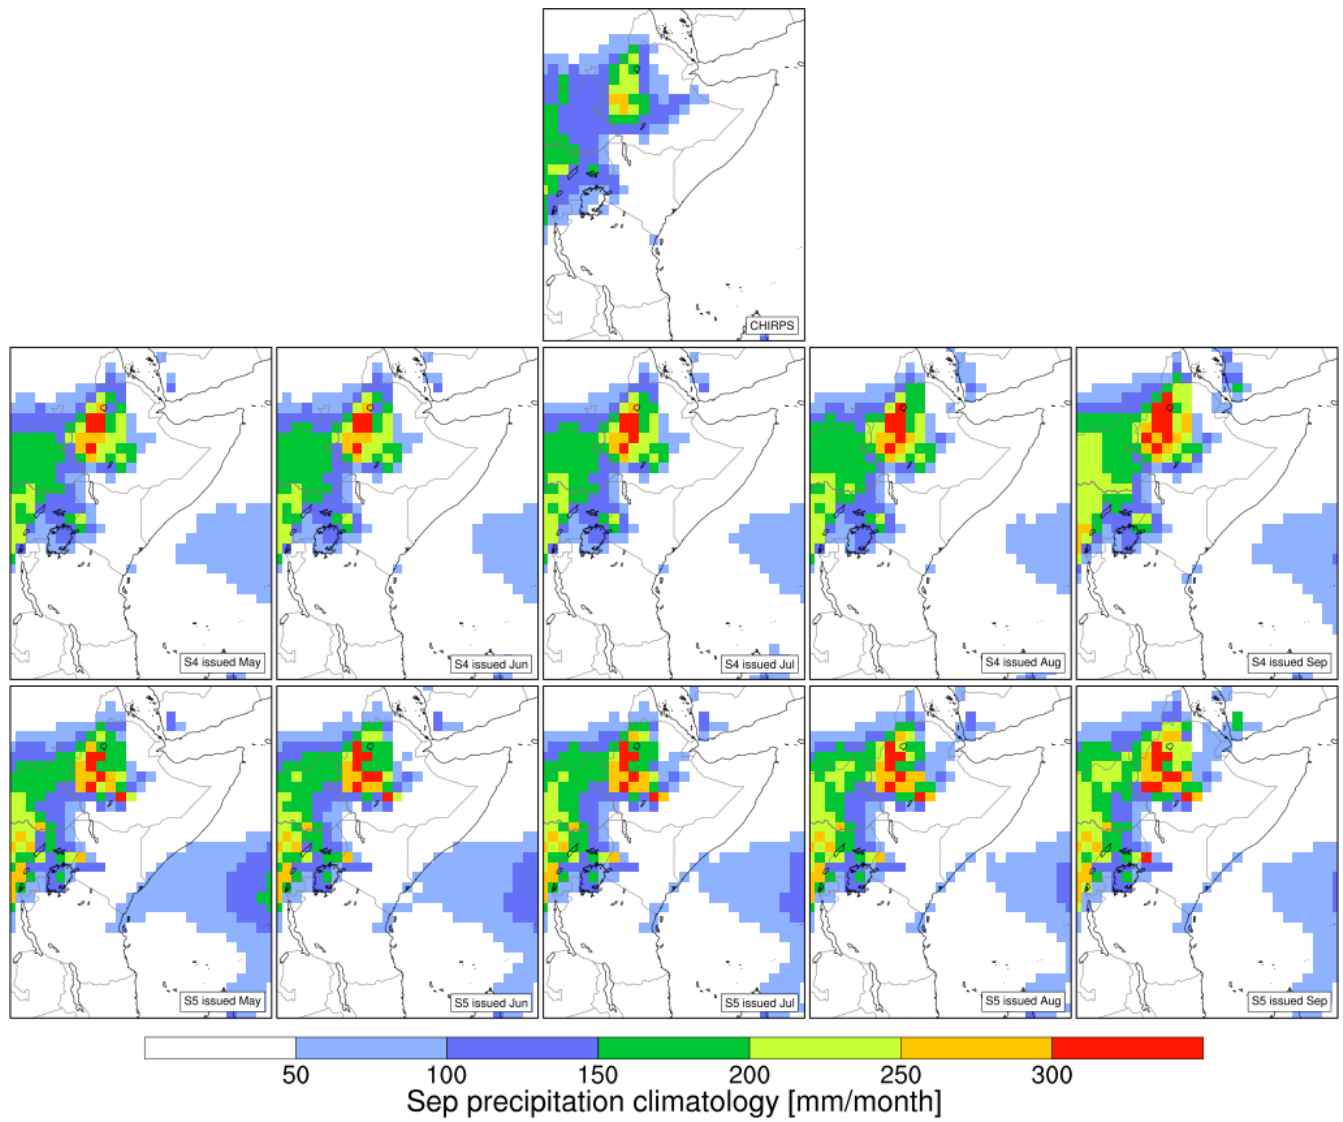 CHIRPS
S4 issued May
S4 issued Jun
S4 issued Jul
S4 issued Aug
S4 issued Sep
S5 issued May
S5 issued Jun
S5 issued Jul
S5 issued Aug
S5 issued Sep
50 100 150 200 250 300
Sep precipitation climatology [mm/month]